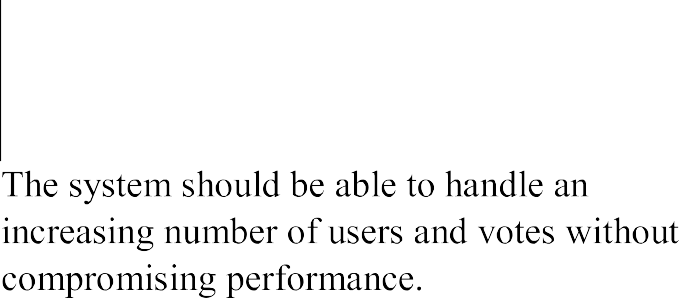 The system should be able to handle an
increasing number of users and votes without
compromising performance.